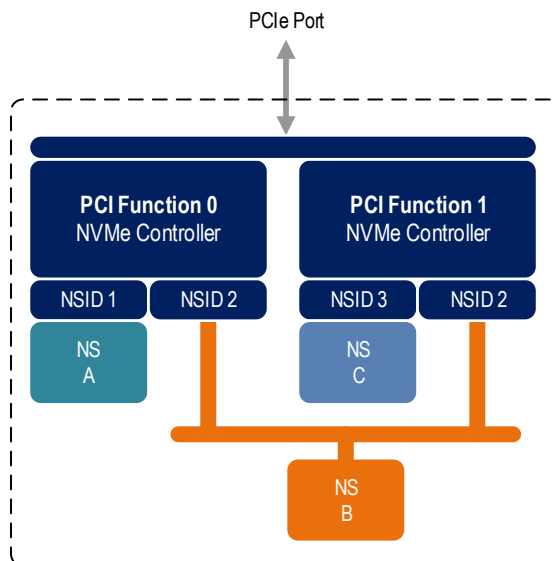 PCIe Port
PCI Function 0
NVMe Controller
PCI Function 1
NVMe Controller
NSID 1
NSID 2
NSID 3
NSID 2
NS
A
NS
C
NS
B